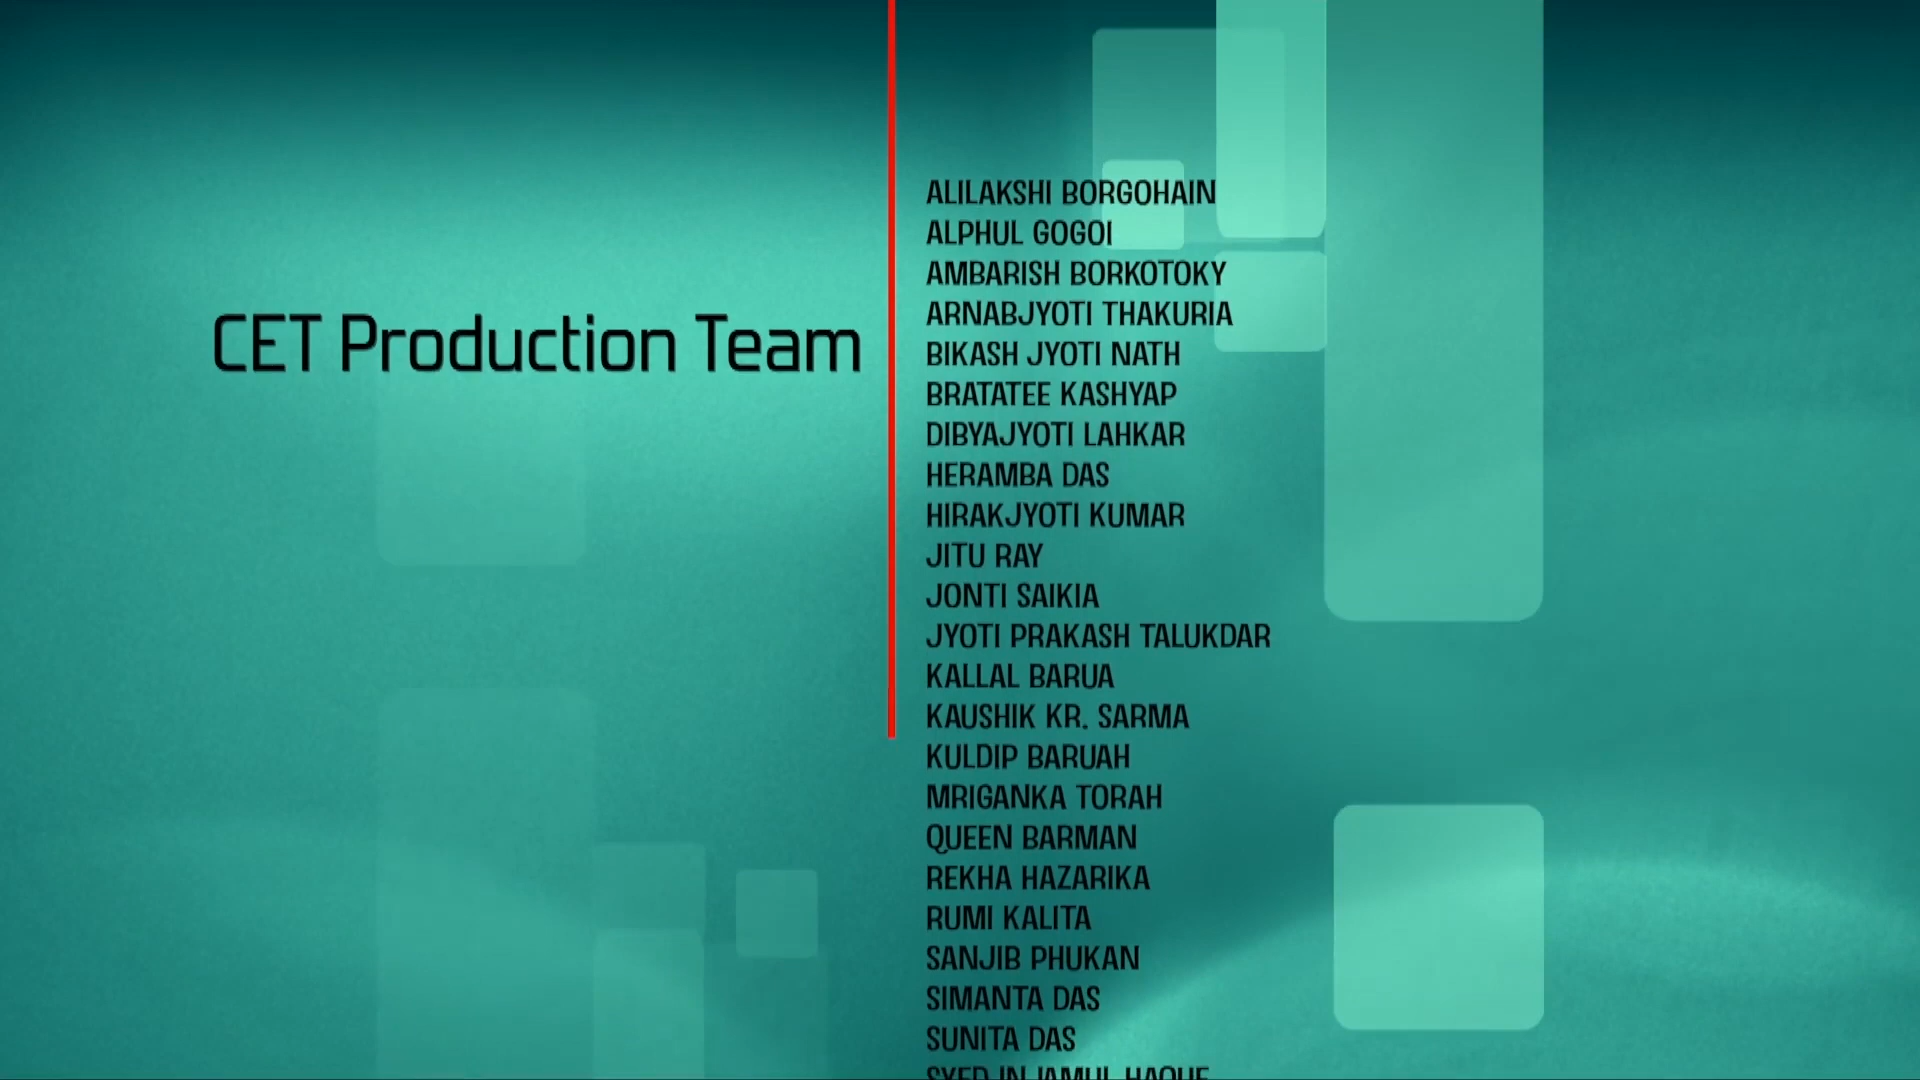 CET Production Team
ALILAKSHI BORGOHAIN
ALPHUL GOGOI
AMBARISH BORKOTOKY
ARNABJYOTI THAKURIA
BIKASH JYOTI NATH
BRATATEE KASHYAP
DIBYAJYOTI LAHKAR
HERAMBA DAS
HIRAKJYOTI KUMAR
JITU RAY
JONTI SAIKIA
JYOTI PRAKASH TALUKDAR
KALLAL BARUA
KAUSHIK KR. SARMA
KULDIP BARUAH
MRIGANKA TORAH
QUEEN BARMAN
REKHA HAZARIKA
RUMI KALITA
SANJIB PHUKAN
SIMANTA DAS
SUNITA DAS